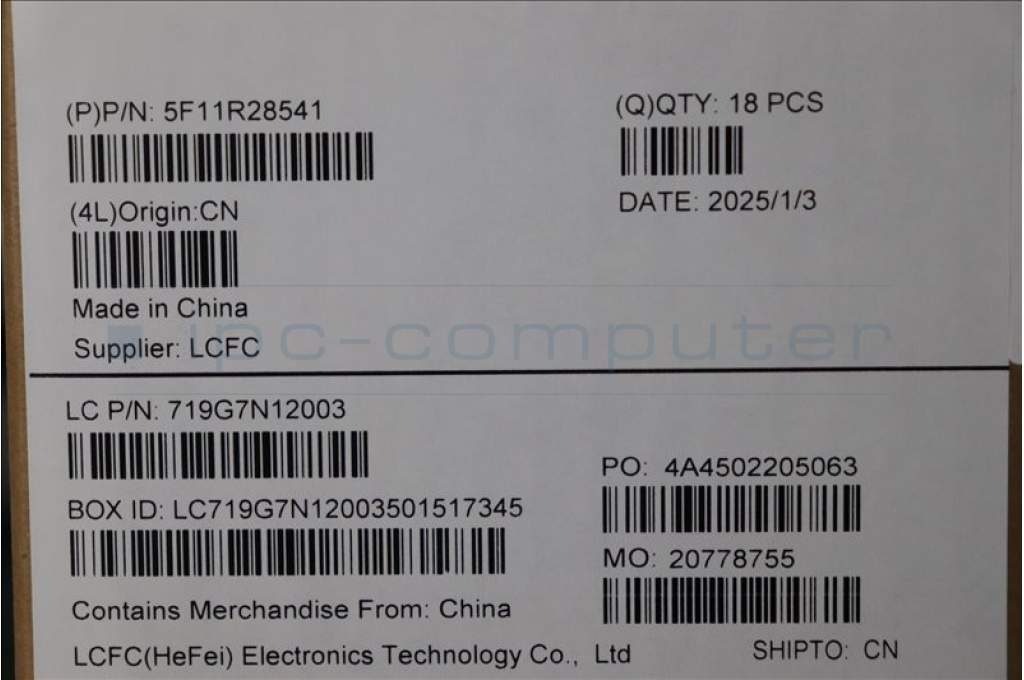 (P)P/N: 5F11R28541
(Q)QTY: 18 PCS
(4L)Origin:CN
DATE: 2025/1/3
Made in China
ipc-computer
Supplier: LCFC
LC P/N: 719G7N12003
PO: 4A4502205063
BOX ID: LC719G7N12003501517345
MO: 20778755
Contains Merchandise From: China
LCFC(HeFei) Electronics Technology Co., Ltd
SHIPTO: CN